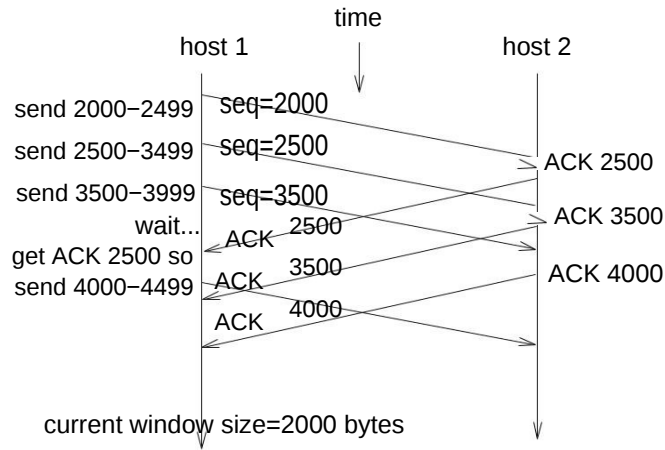 time
host 1
host 2
send 2000−2499
seq=2000
send 2500−3499
seq=2500
ACK 2500
send 3500−3999
seq=3500
ACK 3500
wait...
ACK 2500
get ACK 2500 so
send 4000−4499
ACK 3500
ACK 4000
ACK 4000
current window size=2000 bytes